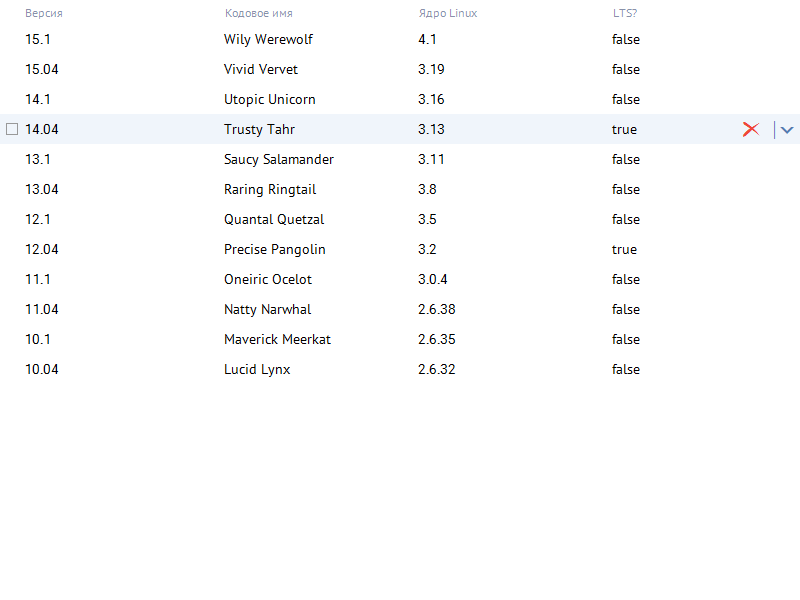 Версия Кодовое имя Ядро Linux LTS?
15.1 Wily Werewolf 4.1 false
15.04 Vivid Vervet 3.19 false
14.1 Utopic Unicorn 3.16 false
14.04 Trusty Tahr 3.13 true
13.1 Saucy Salamander 3.11 false
13.04 Raring Ringtail 3.8 false
12.1 Quantal Quetzal 3.5 false
12.04 Precise Pangolin 3.2 true
11.1 Oneiric Ocelot 3.0.4 false
11.04 Natty Narwhal 2.6.38 false
10.1 Maverick Meerkat 2.6.35 false
10.04 Lucid Lynx 2.6.32 false